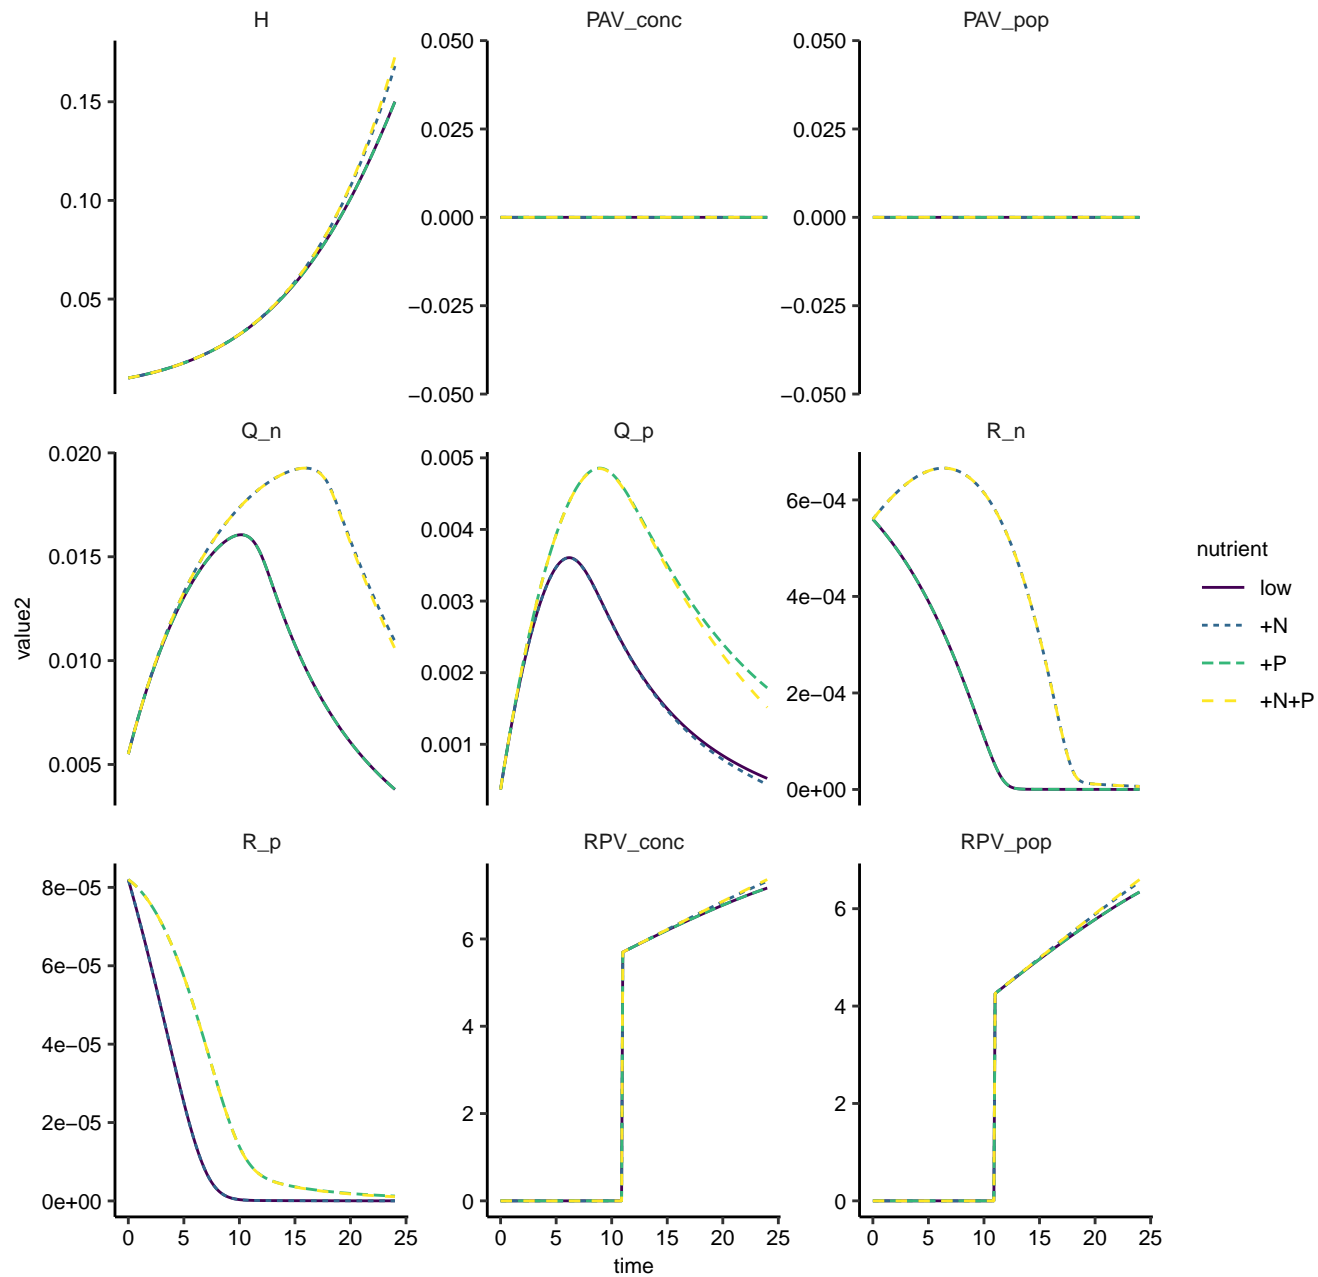 H
PAV_conc
PAV_pop
0.15
0.10
0.05
0.050
0.025
0.000
−0.025
−0.050
0.050
0.025
0.000
−0.025
−0.050
Q_n
Q_p
R_n
0.020
0.015
0.010
0.005
0.005
0.004
0.003
0.002
0.001
6e−04
4e−04
2e−04
0e+00
R_p
RPV_conc
RPV_pop
8e−05
6e−05
4e−05
2e−05
0e+00
6
4
2
0
6
4
2
0
0 5 10 15 20 25
0 5 10 15 20 25
0 5 10 15 20 25
time
value2
nutrient
low
+N
+P
+N+P